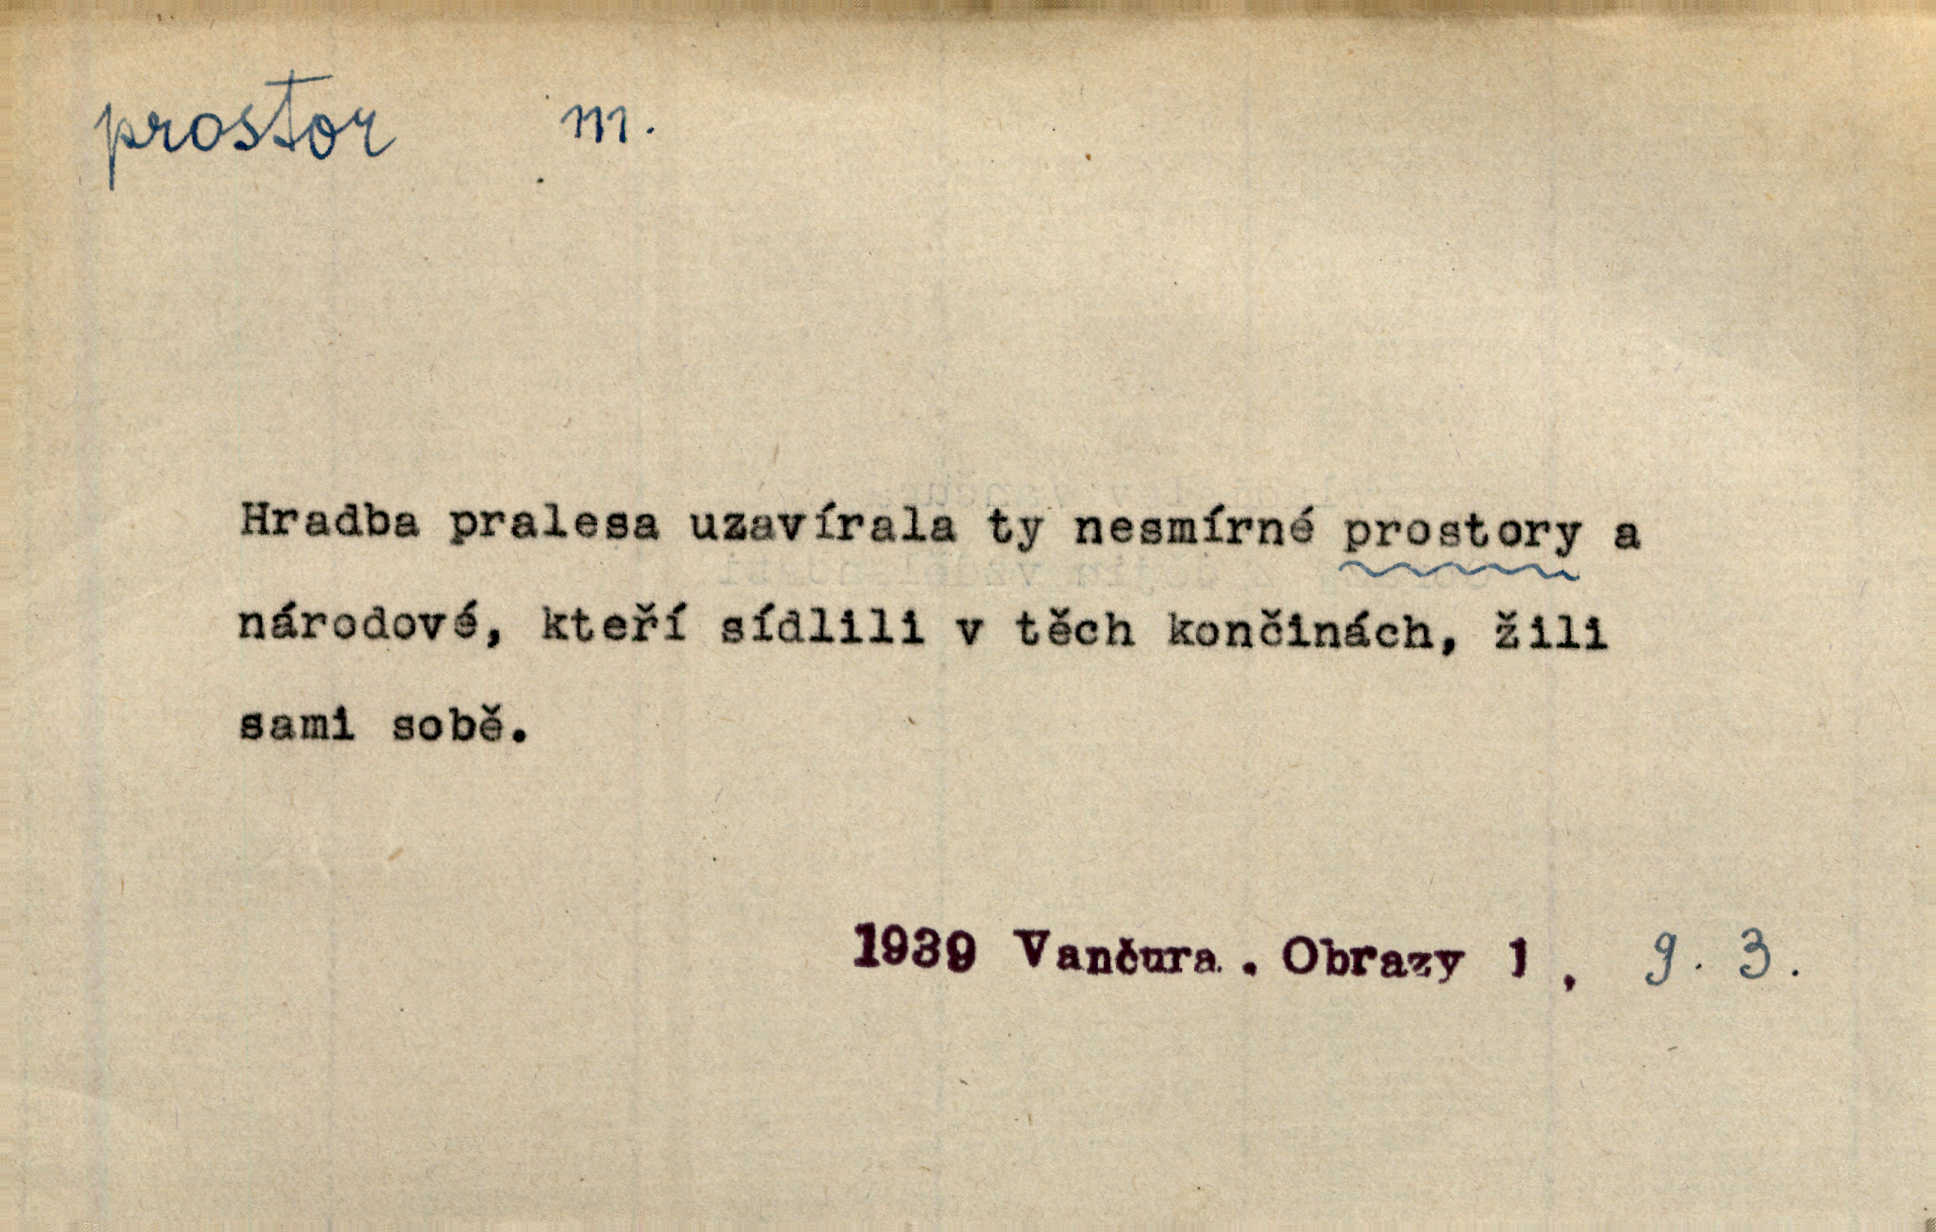 prostor m.
Hradba pralesa uzavírala ty nesmírné prostory a
národové, kteří sídlili v těch končinách, žili
sami sobě.
1939 Vančura. Obrazy 1, 9. 3.